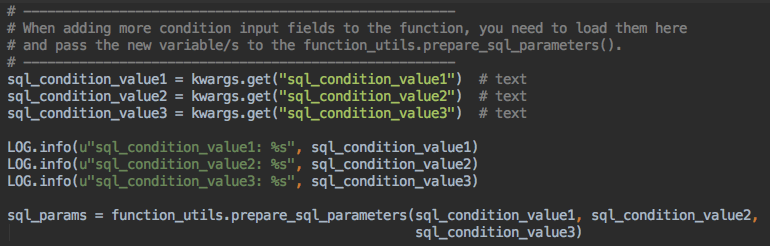 # ------------------------------------------------------
# When adding more condition input fields to the function, you need to load them here
# and pass the new variable/s to the function_utils.prepare_sql_parameters().
# ------------------------------------------------------
sql_condition_value1 = kwargs.get("sql_condition_value1")  # text
sql_condition_value2 = kwargs.get("sql_condition_value2")  # text
sql_condition_value3 = kwargs.get("sql_condition_value3")  # text
LOG.info(u"sql_condition_value1: %s", sql_condition_value1)
LOG.info(u"sql_condition_value2: %s", sql_condition_value2)
LOG.info(u"sql_condition_value3: %s", sql_condition_value3)
sql_params = function_utils.prepare_sql_parameters(sql_condition_value1, sql_condition_value2,
sql_condition_value3)